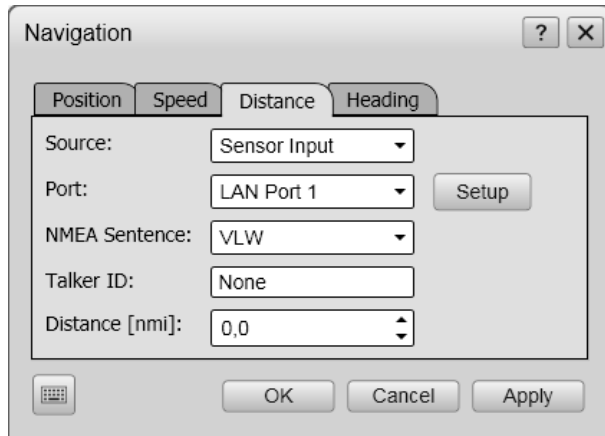 Navigation ?
Position Speed Distance Heading
Source: Sensor Input
Port: LAN Port 1 Setup
NMEA Sentence: VLW
Talker ID: None
Distance [nmi]: 0,0
OK Cancel Apply